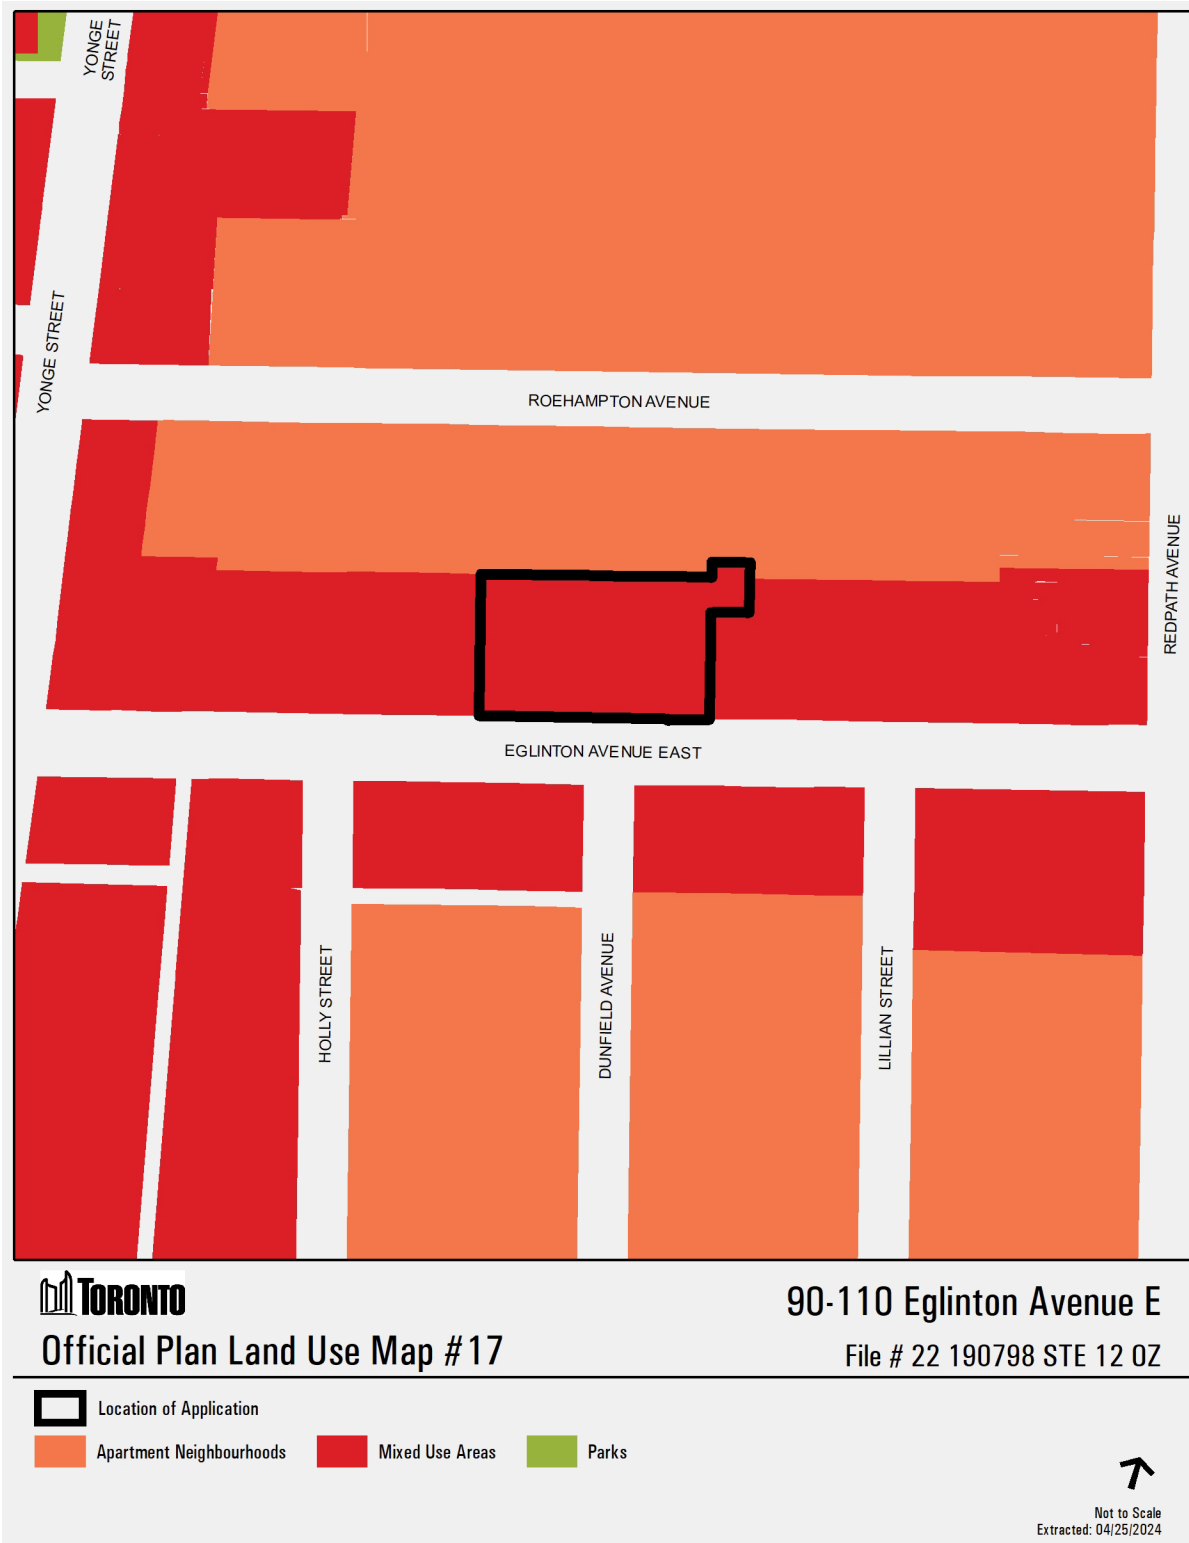 YONGE
STREET
YONGE STREET
ROEHAMPTON AVENUE
REDPATH AVENUE
EGLINTON AVENUE EAST
HOLLY STREET
DUNFIELD AVENUE
LILLIAN STREET
TORONTO
90-110 Eglinton Avenue E
Official Plan Land Use Map #17
File # 22 190798 STE 12 OZ
Location of Application
Apartment Neighbourhoods
Mixed Use Areas
Parks
Not to Scale
Extracted: 04/25/2024